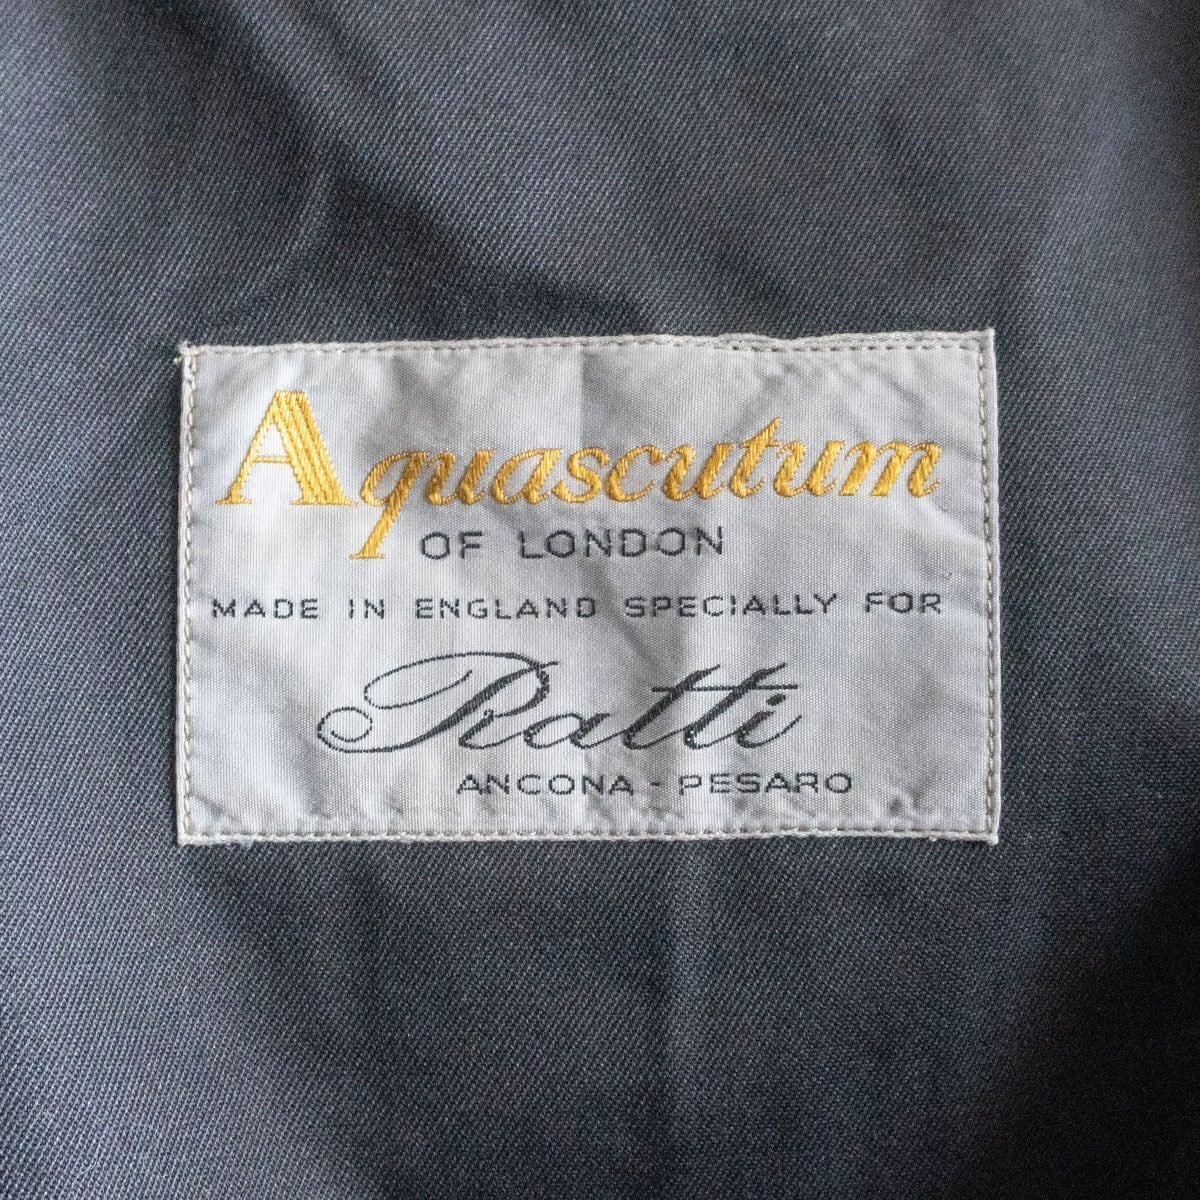 Aquascutum
OF LONDON
MADE IN ENGLAND SPECIALLY FOR
Ratti
ANCONA - PESARO